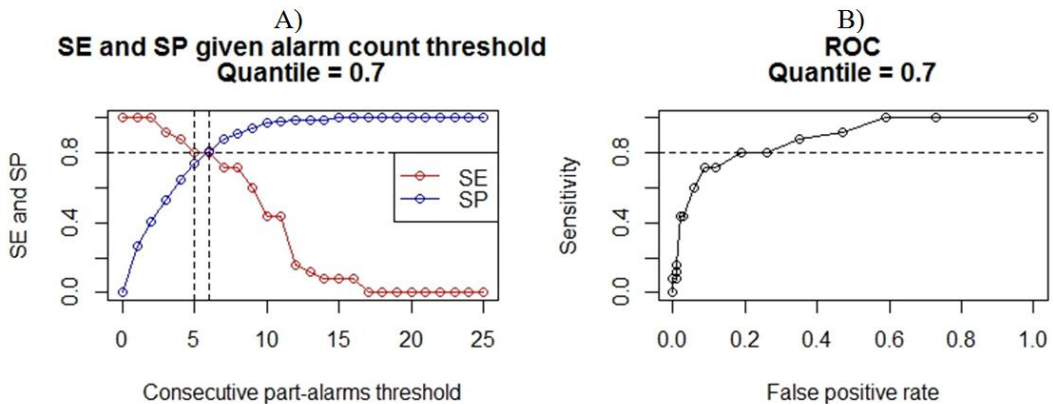 A)
SE and SP given alarm count threshold
Quantile = 0.7
SE and SP
0.0
0.4
0.8
SE
SP
0 5 10 15 20 25
Consecutive part-alarms threshold
B)
ROC
Quantile = 0.7
Sensitivity
0.0
0.4
0.8
0.0 0.2 0.4 0.6 0.8 1.0
False positive rate